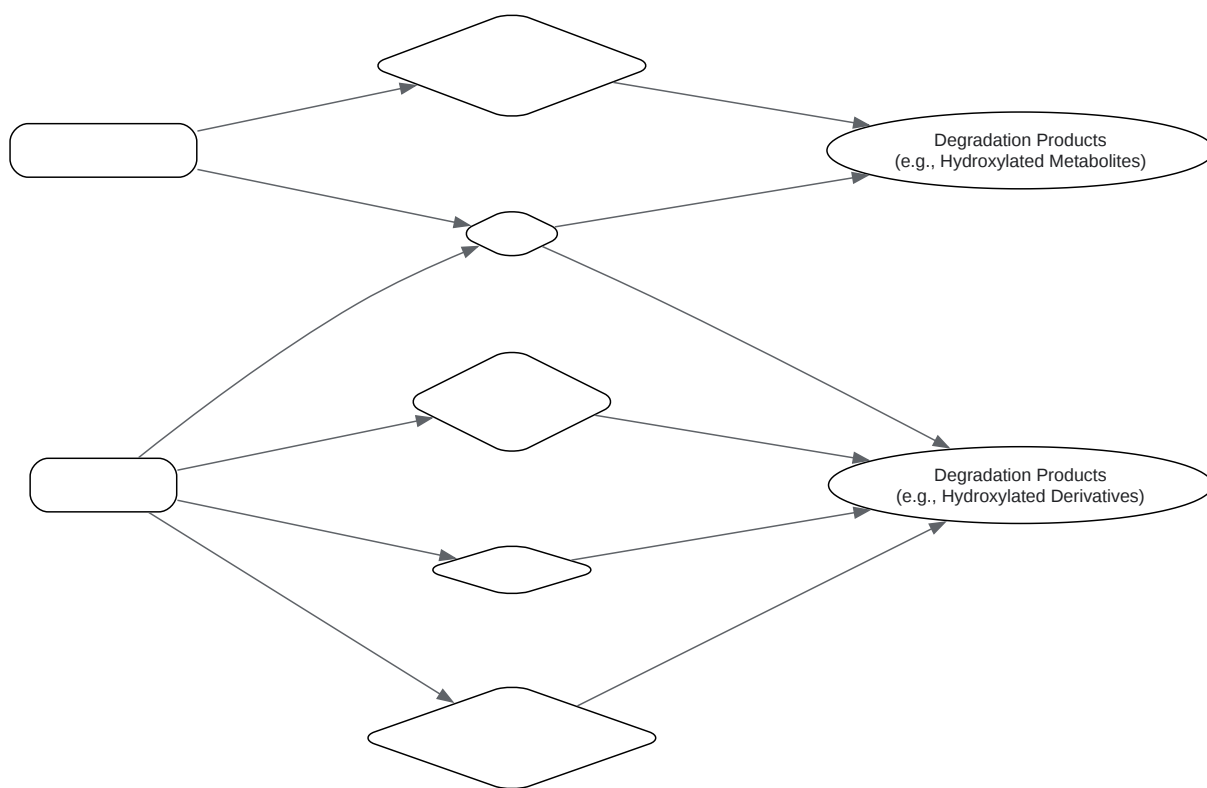 Degradation Products
(e.g., Hydroxylated Metabolites)
Degradation Products
(e.g., Hydroxylated Derivatives)